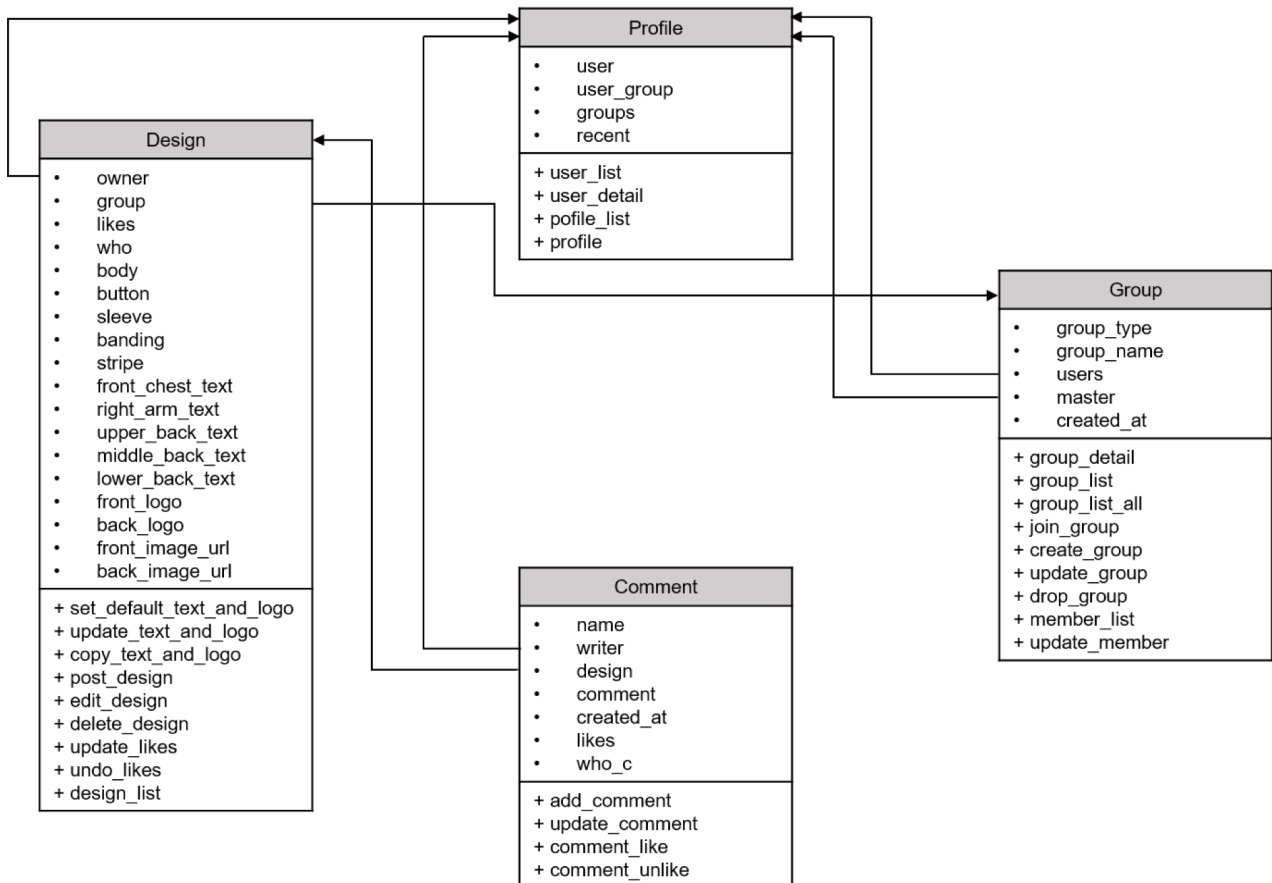 Profile
• user
• user_group
• groups
• recent
+ user_list
+ user_detail
+ pofile_list
+ profile
Design
• owner
• group
• likes
• who
• body
• button
• sleeve
• banding
• stripe
• front_chest_text
• right_arm_text
• upper_back_text
• middle_back_text
• lower_back_text
• front_logo
• back_logo
• front_image_url
• back_image_url
+ set_default_text_and_logo
+ update_text_and_logo
+ copy_text_and_logo
+ post_design
+ edit_design
+ delete_design
+ update_likes
+ undo_likes
+ design_list
Group
• group_type
• group_name
• users
• master
• created_at
+ group_detail
+ group_list
+ group_list_all
+ join_group
+ create_group
+ update_group
+ drop_group
+ member_list
+ update_member
Comment
• name
• writer
• design
• comment
• created_at
• likes
• who_c
+ add_comment
+ update_comment
+ comment_like
+ comment_unlike